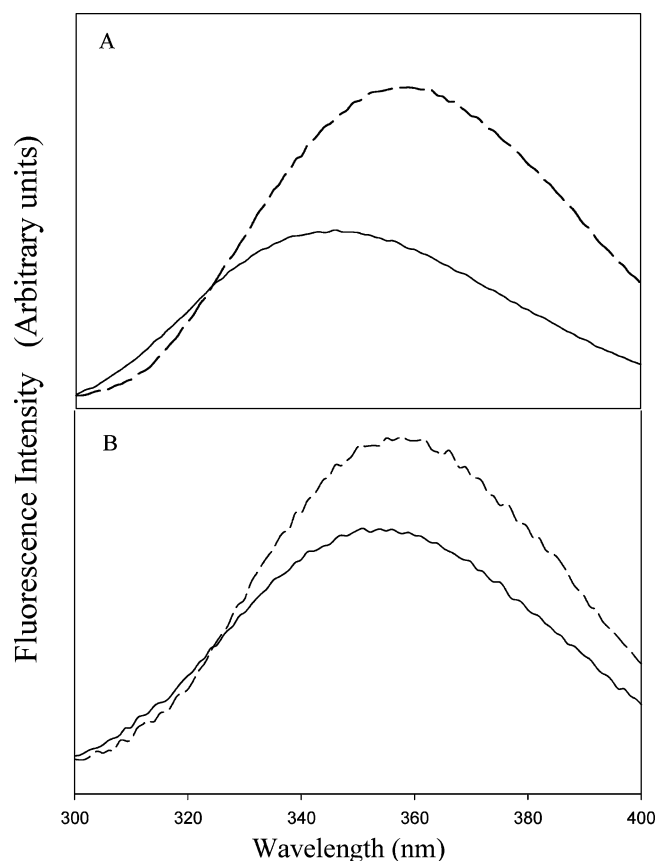 A
B
Fluorescence Intensity (Arbitrary units)
300 320 340 360 380 400
Wavelength (nm)